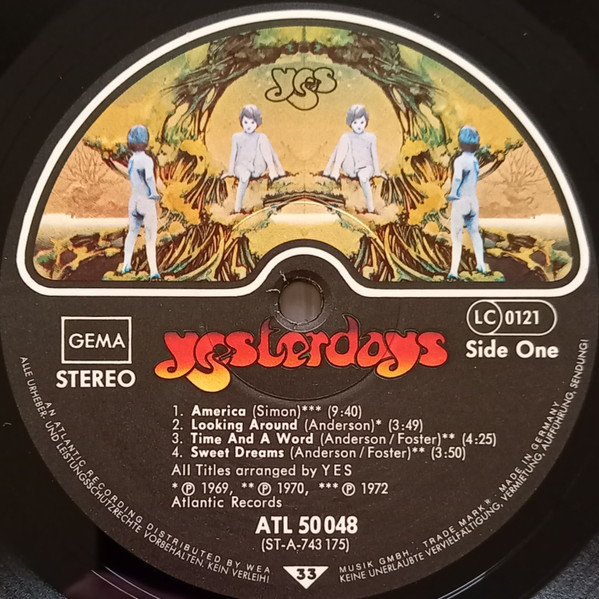 yes
GEMA
STEREO
yesterdays
LC 0121
Side One
1. America (Simon)*** (9:40)
2. Looking Around (Anderson)* (3:49)
3. Time And A Word (Anderson/Foster)** (4:25)
4. Sweet Dreams (Anderson/Foster)** (3:50)
All Titles arranged by YES
* ℗ 1969, ** ℗ 1970, *** ℗ 1972
Atlantic Records
ATL 50 048
(ST-A-743 175)
33
AN ATLANTIC RECORDING DISTRIBUTED BY WEA MUSIK GMBH. TRADE MARK ®. MADE IN GERMANY
ALLE URHEBER- UND LEISTUNGSSCHUTZRECHTE VORBEHALTEN. KEIN VERLEIH! KEINE UNERLAUBTE VERVIELFÄLTIGUNG, VERMIETUNG, AUFFÜHRUNG, SENDUNG!